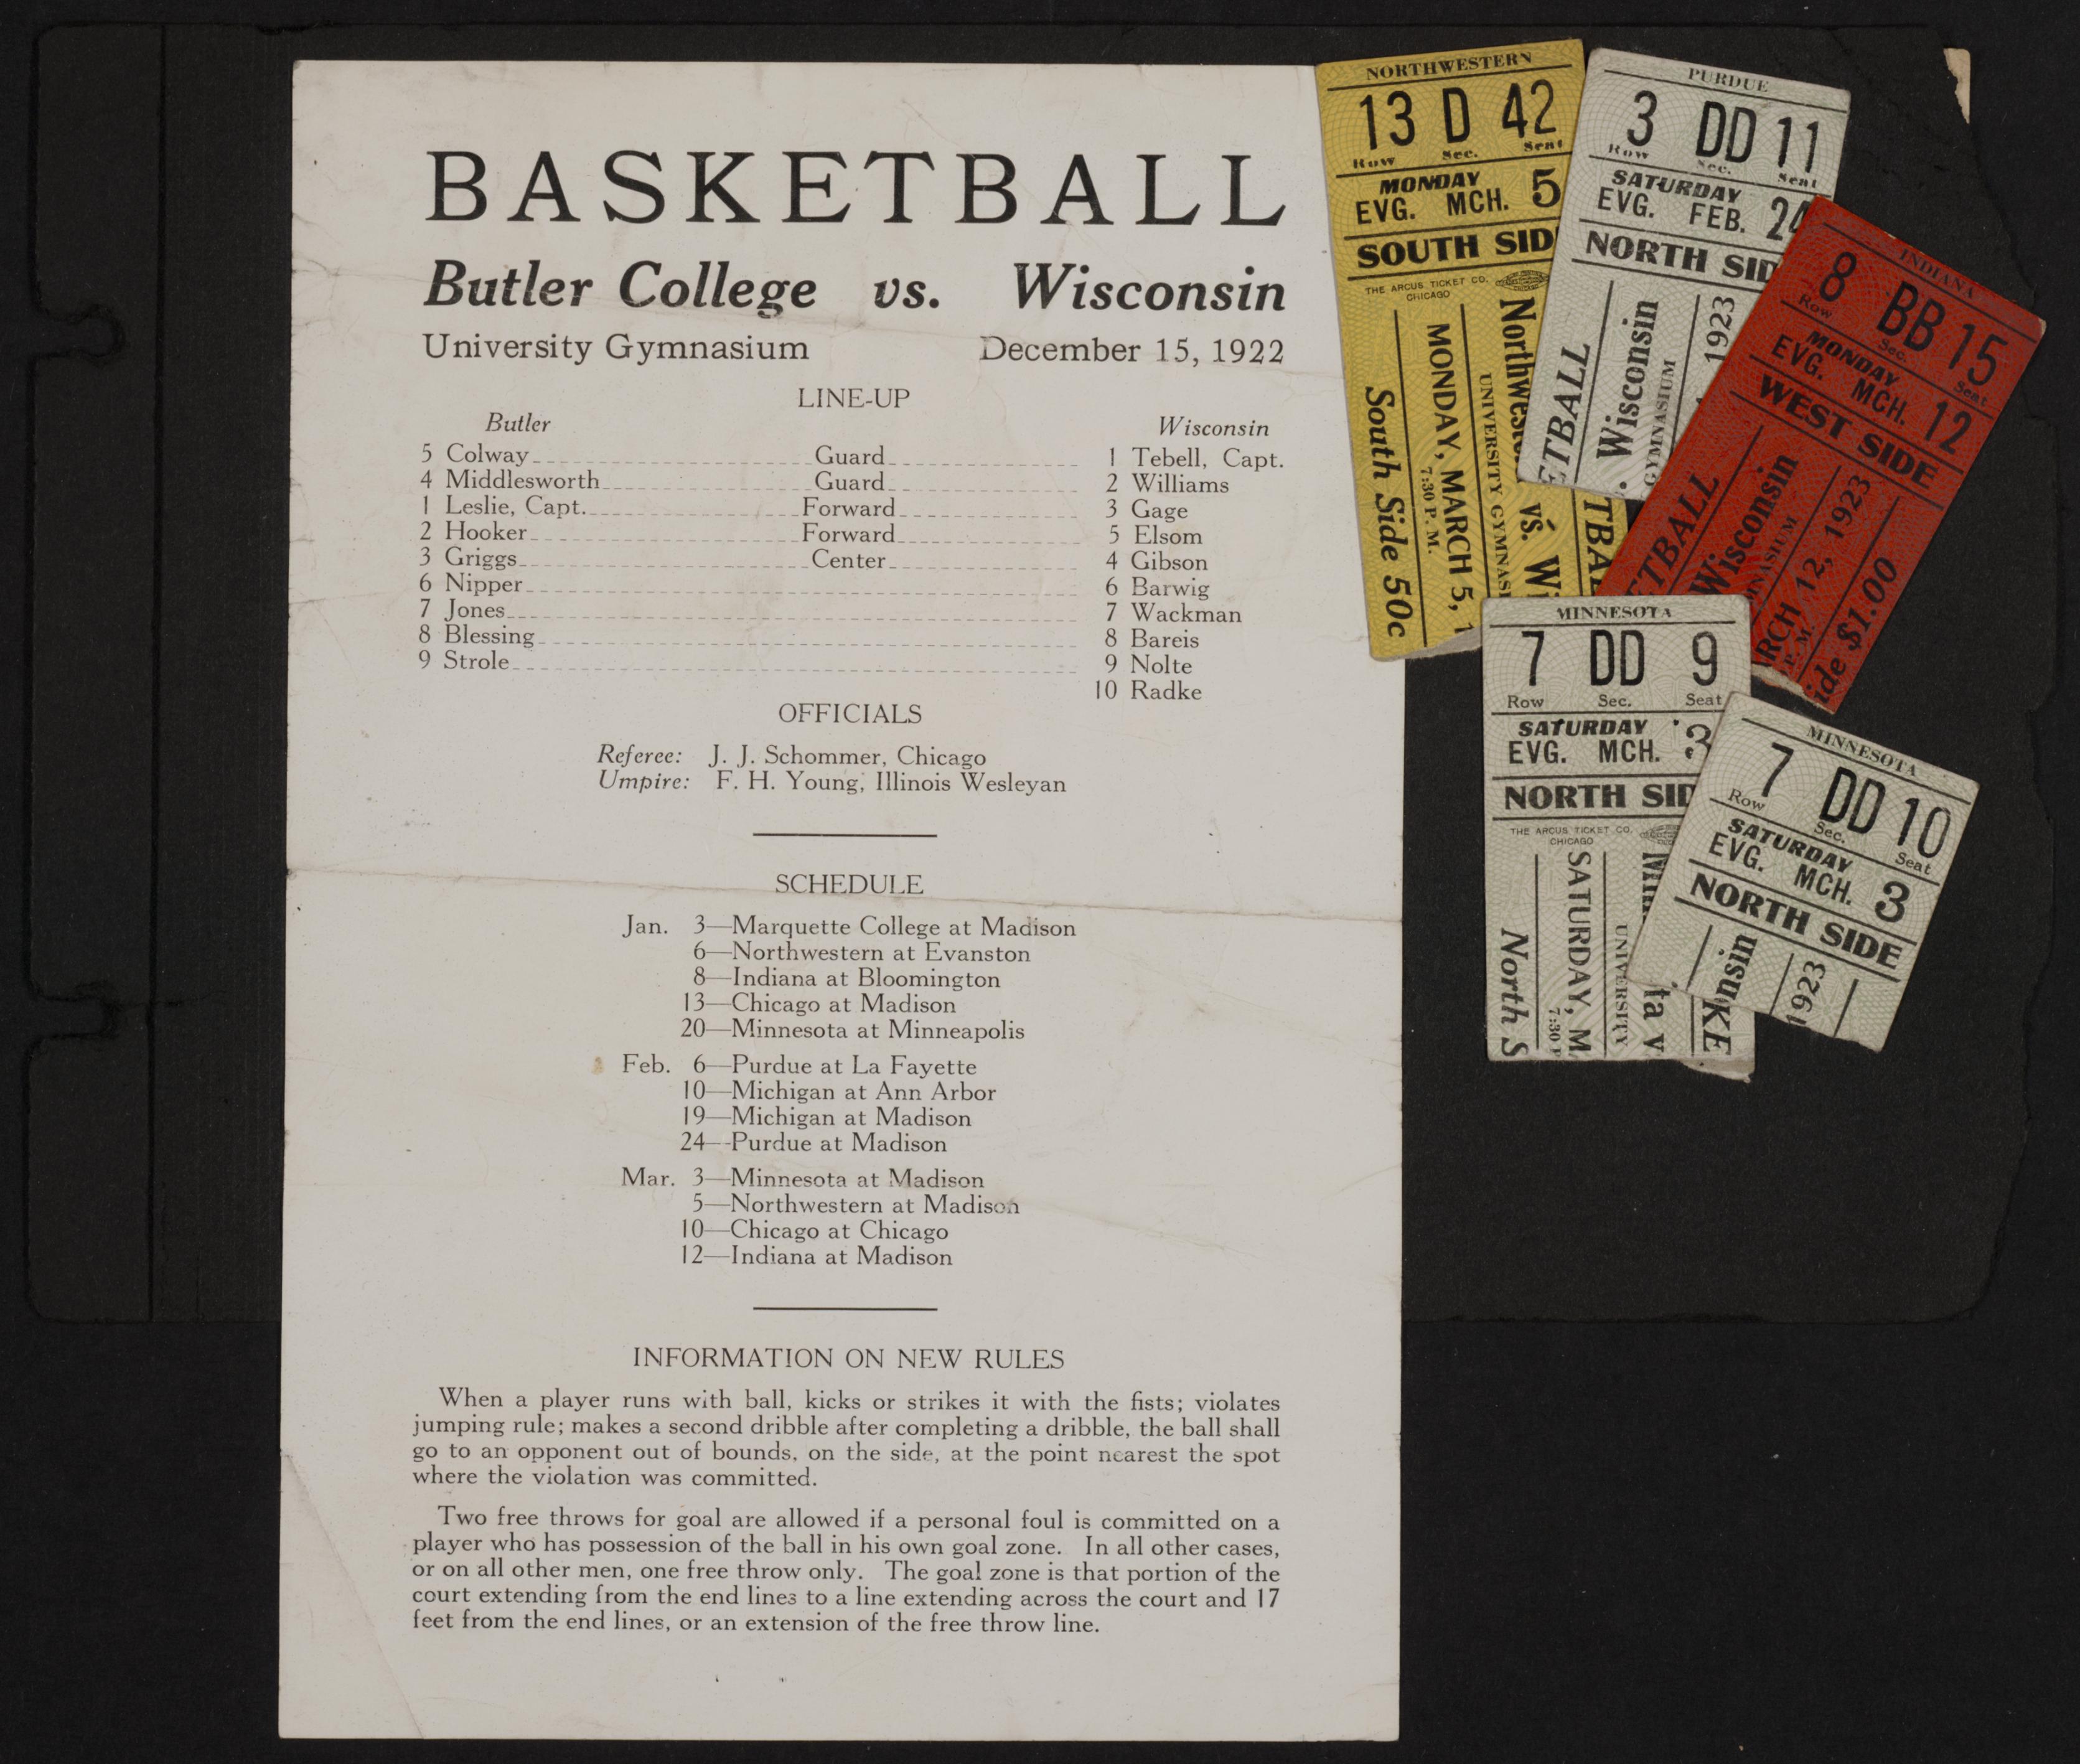 BASKETBALL
Butler College vs. Wisconsin
University Gymnasium December 15, 1922
LINE-UP
Butler Wisconsin
5 Colway Guard 1 Tebell, Capt.
4 Middlesworth Guard 2 Williams
1 Leslie, Capt. Forward 3 Gage
2 Hooker Forward 5 Elsom
3 Griggs Center 4 Gibson
6 Nipper 6 Barwig
7 Jones 7 Wackman
8 Blessing 8 Bareis
9 Strole 9 Nolte
10 Radke
OFFICIALS
Referee: J. J. Schommer, Chicago
Umpire: F. H. Young, Illinois Wesleyan
SCHEDULE
Jan. 3—Marquette College at Madison
6—Northwestern at Evanston
8—Indiana at Bloomington
13—Chicago at Madison
20—Minnesota at Minneapolis
Feb. 6—Purdue at La Fayette
10—Michigan at Ann Arbor
19—Michigan at Madison
24—Purdue at Madison
Mar. 3—Minnesota at Madison
5—Northwestern at Madison
10—Chicago at Chicago
12—Indiana at Madison
INFORMATION ON NEW RULES
When a player runs with ball, kicks or strikes it with the fists; violates
jumping rule; makes a second dribble after completing a dribble, the ball shall
go to an opponent out of bounds, on the side, at the point nearest the spot
where the violation was committed.
Two free throws for goal are allowed if a personal foul is committed on a
player who has possession of the ball in his own goal zone. In all other cases,
or on all other men, one free throw only. The goal zone is that portion of the
court extending from the end lines to a line extending across the court and 17
feet from the end lines, or an extension of the free throw line.
NORTHWESTERN
13 D 42
Row Sec. Seat
MONDAY
EVG. MCH. 5
SOUTH SID
THE ARCUS TICKET CO.
CHICAGO
TBA
Northwest vs. Wi
UNIVERSITY GYMNAS
MONDAY, MARCH 5, 1
7:30 P. M.
South Side 50c
PURDUE
3 DD 11
Row Sec. Seat
SATURDAY
EVG. FEB. 24
NORTH SID
ETBALL
. Wisconsin
GYMNASIUM
1923
INDIANA
8 BB 15
Row Sec. Seat
MONDAY
EVG. MCH. 12
WEST SIDE
ETBALL
Wisconsin
MNASIUM
ARCH 12, 1923
P. M.
ide $1.00
MINNESOTA
7 DD 9
Row Sec. Seat
SATURDAY
EVG. MCH. 3
NORTH SID
THE ARCUS TICKET CO.
CHICAGO
KE
ta v
UNIVERSITY
SATURDAY, M
7:30 P
North S
MINNESOTA
7 DD 10
Row Sec. Seat
SATURDAY
EVG. MCH. 3
NORTH SIDE
nsin
1923